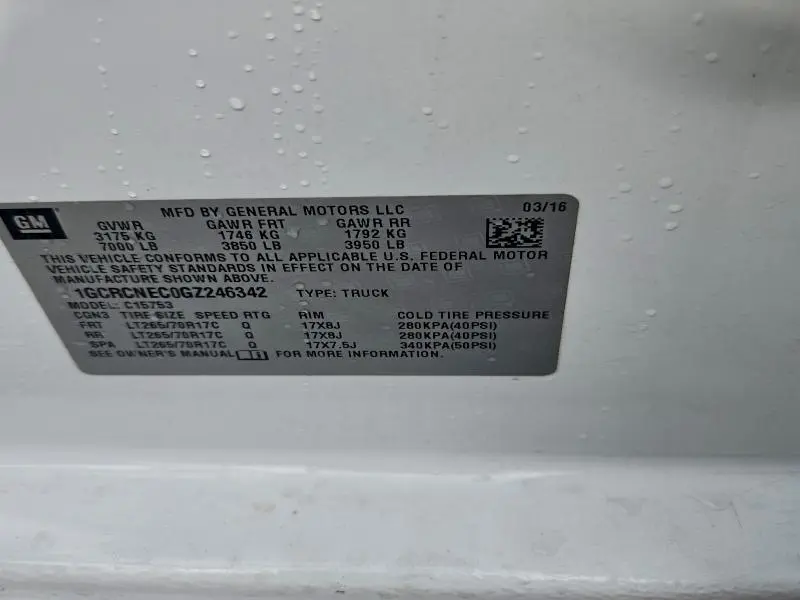 GM
MFD BY GENERAL MOTORS LLC 03/16
GVWR GAWR FRT GAWR RR
3175 KG 1746 KG 1792 KG
7000 LB 3850 LB 3950 LB
THIS VEHICLE CONFORMS TO ALL APPLICABLE U.S. FEDERAL MOTOR
VEHICLE SAFETY STANDARDS IN EFFECT ON THE DATE OF
MANUFACTURE SHOWN ABOVE.
1GCRCNEC0GZ246342 TYPE: TRUCK
MODEL: C15753
CGN3 TIRE SIZE SPEED RTG RIM COLD TIRE PRESSURE
FRT LT265/70R17C Q 17X8J 280KPA(40PSI)
RR LT265/70R17C Q 17X8J 280KPA(40PSI)
SPA LT265/70R17C Q 17X7.5J 340KPA(50PSI)
SEE OWNER'S MANUAL FOR MORE INFORMATION.